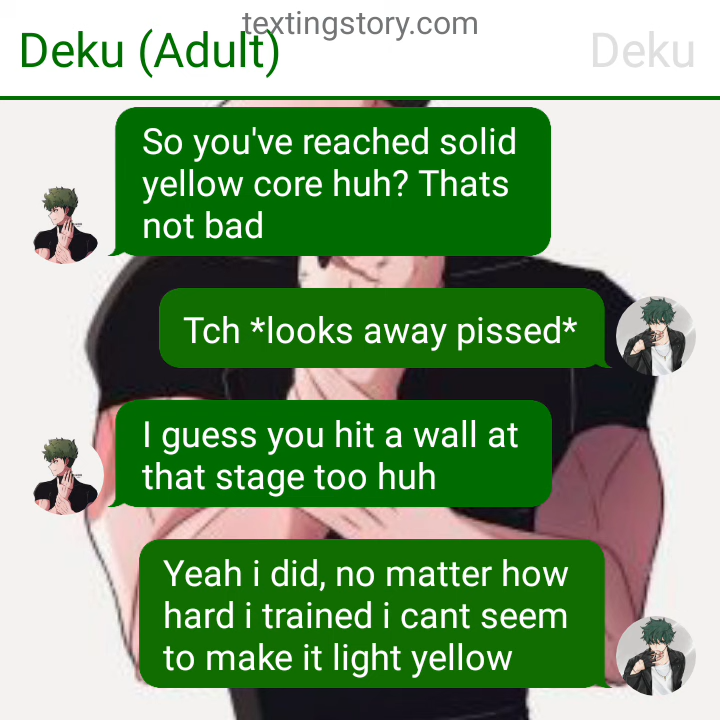 textingstory.com
Deku (Adult)
Deku
So you've reached solid
yellow core huh? Thats
not bad
Tch *looks away pissed*
I guess you hit a wall at
that stage too huh
Yeah i did, no matter how
hard i trained i cant seem
to make it light yellow